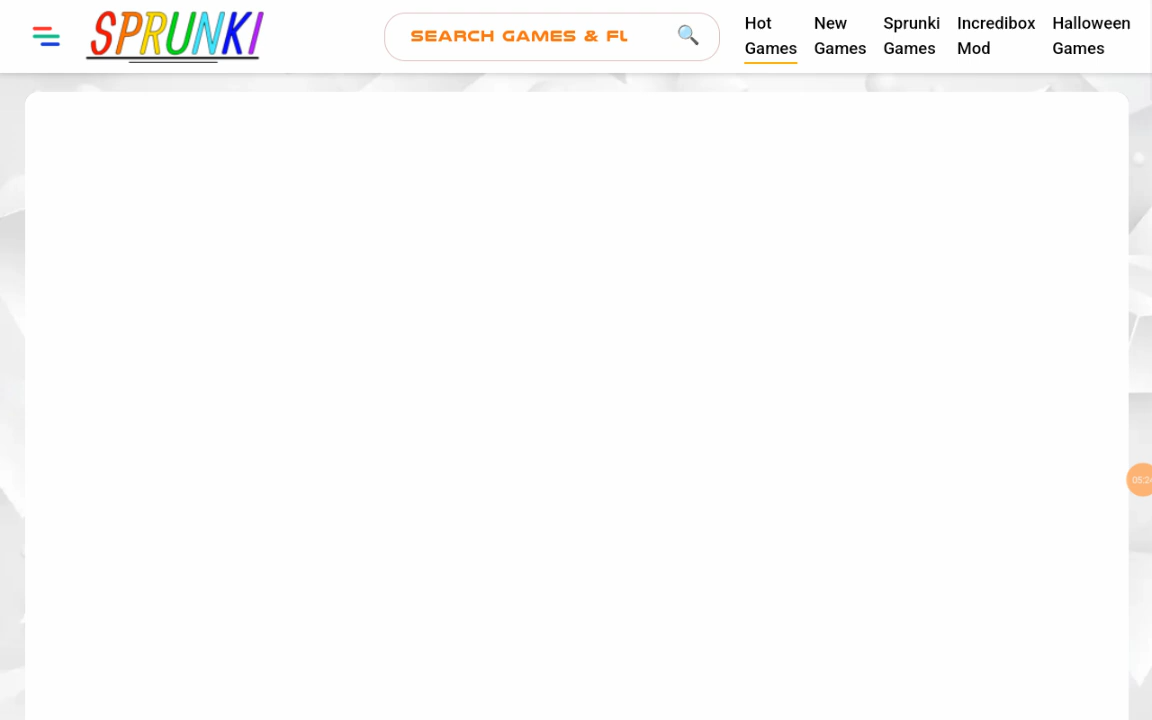 SPRUNKI
SEARCH GAMES & FL
Hot Games
New Games
Sprunki Games
Incredibox Mod
Halloween Games